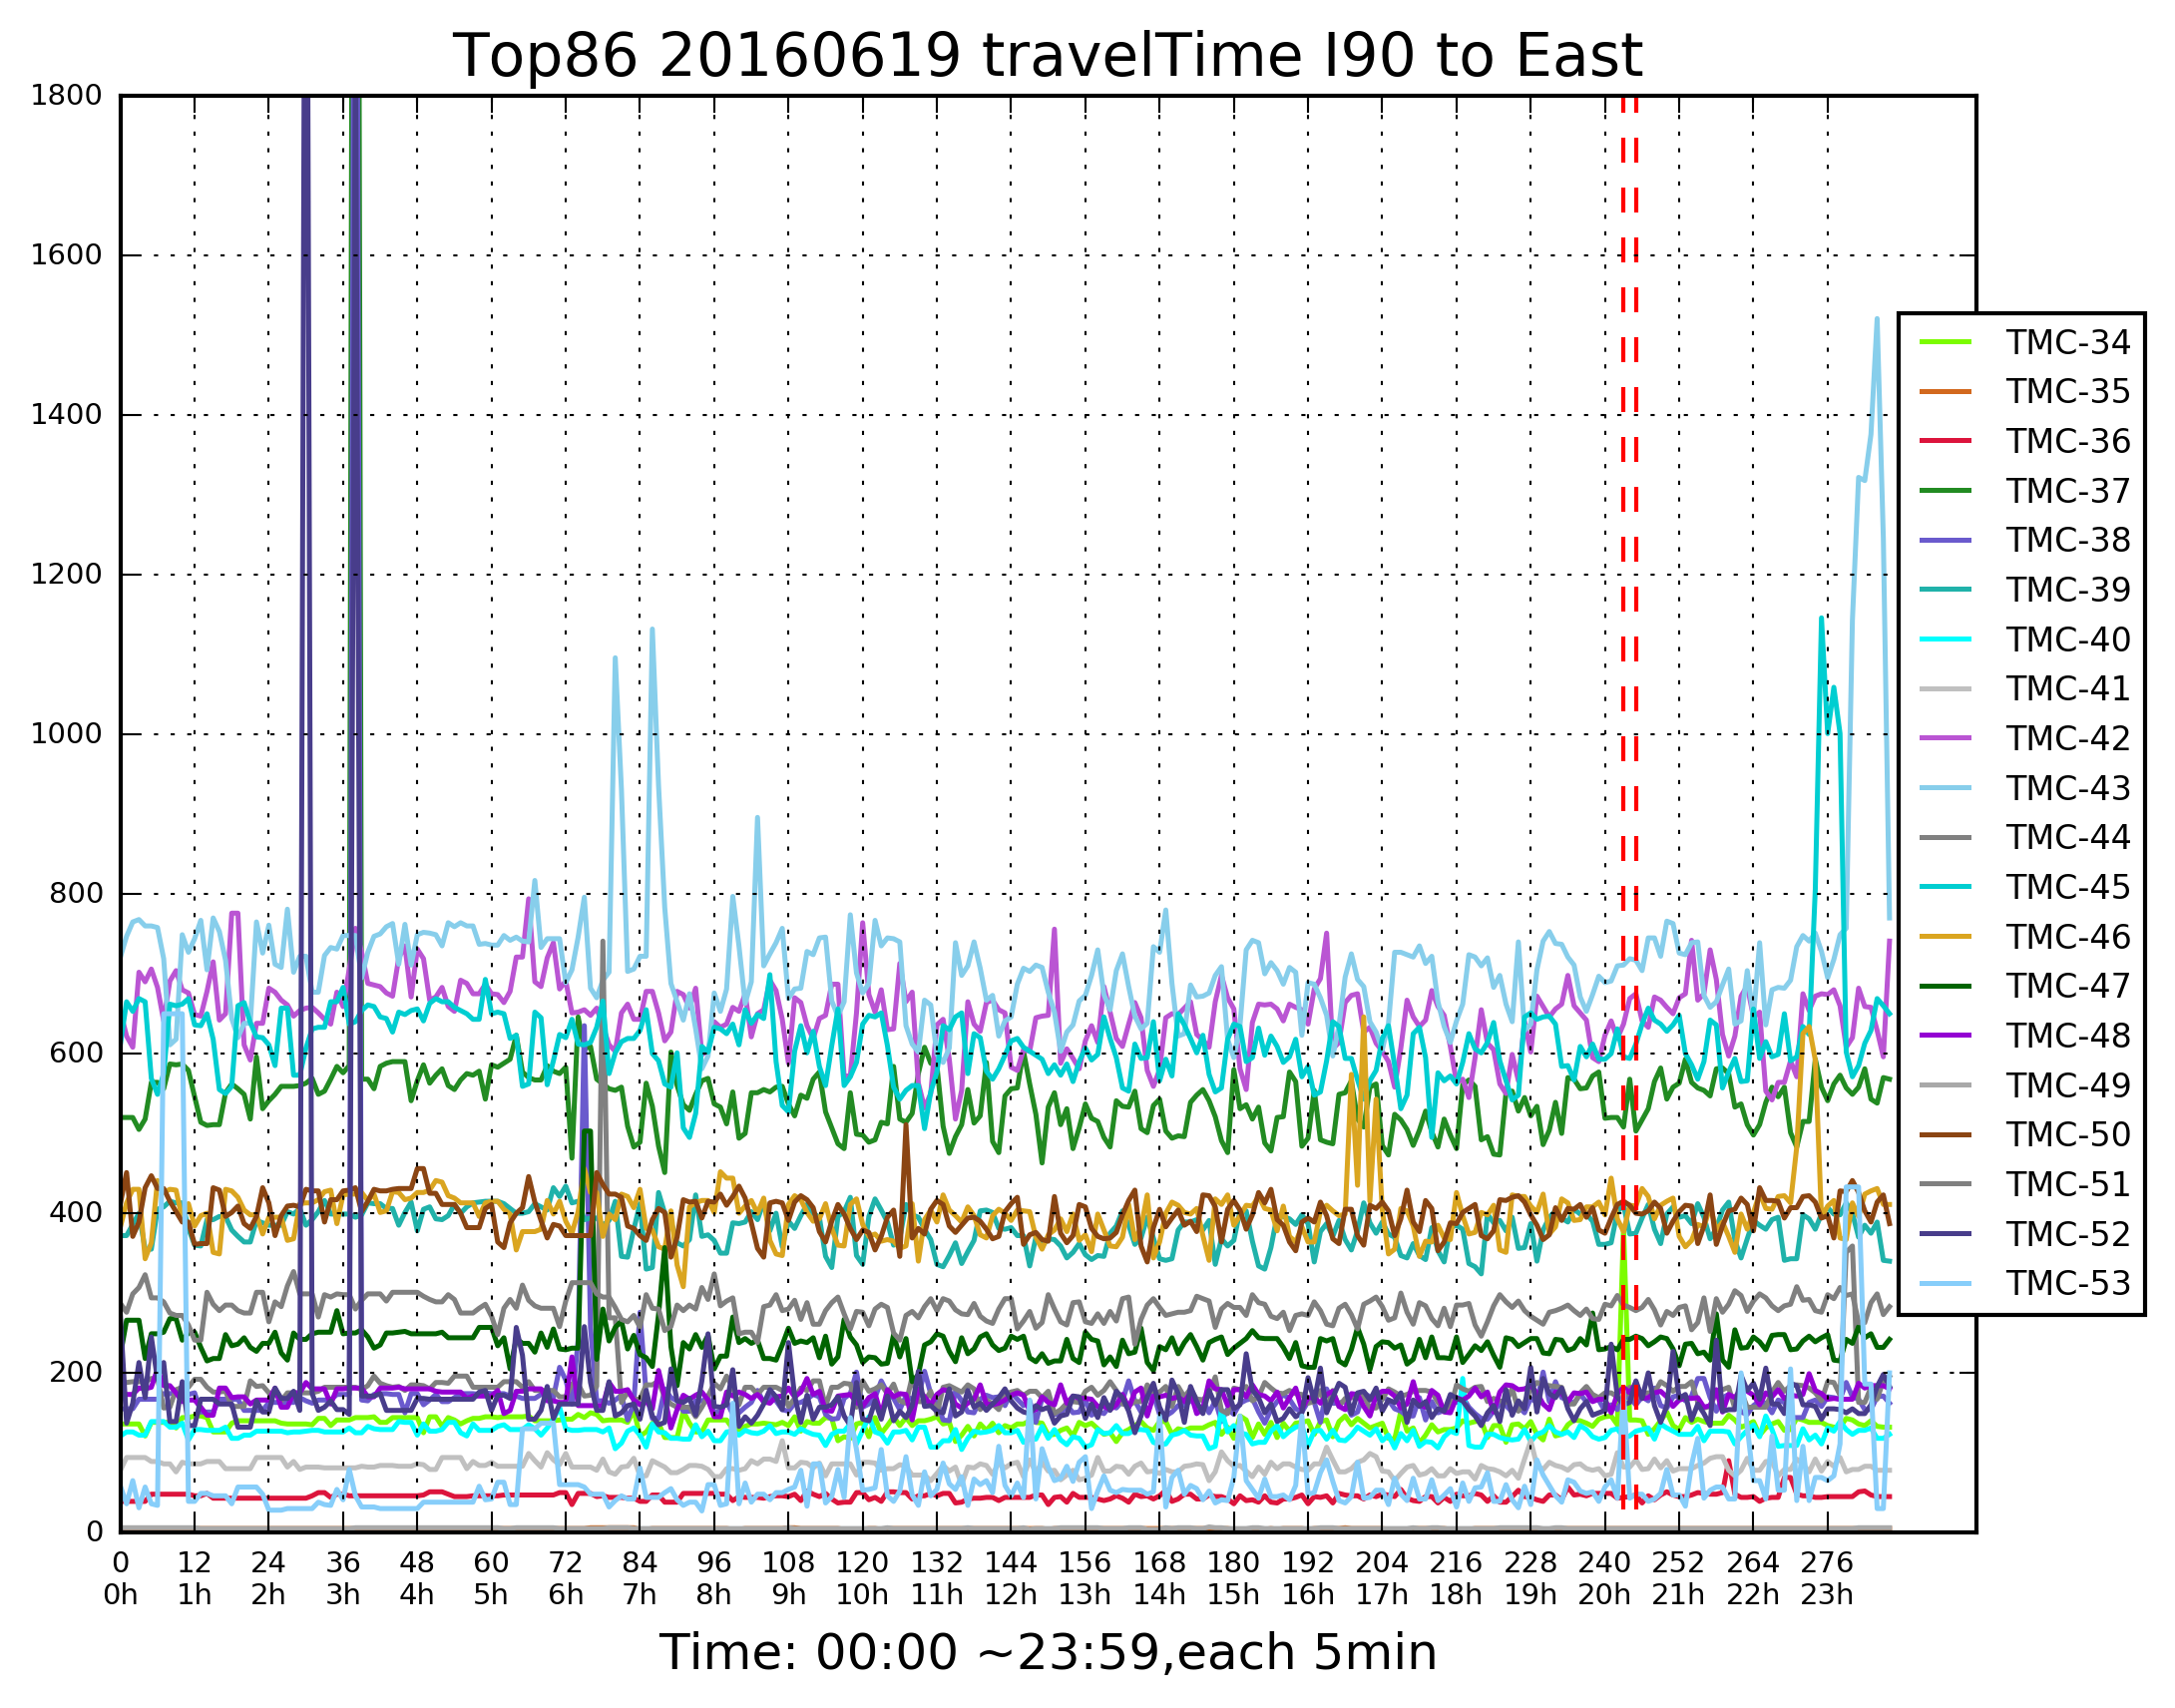 Top86 20160619 travelTime I90 to East
1800
1600
1400
1200
1000
800
600
400
200
0
0 12 24 36 48 60 72 84 96 108 120 132 144 156 168 180 192 204 216 228 240 252 264 276
0h 1h 2h 3h 4h 5h 6h 7h 8h 9h 10h 11h 12h 13h 14h 15h 16h 17h 18h 19h 20h 21h 22h 23h
Time: 00:00 ~23:59,each 5min
TMC-34
TMC-35
TMC-36
TMC-37
TMC-38
TMC-39
TMC-40
TMC-41
TMC-42
TMC-43
TMC-44
TMC-45
TMC-46
TMC-47
TMC-48
TMC-49
TMC-50
TMC-51
TMC-52
TMC-53